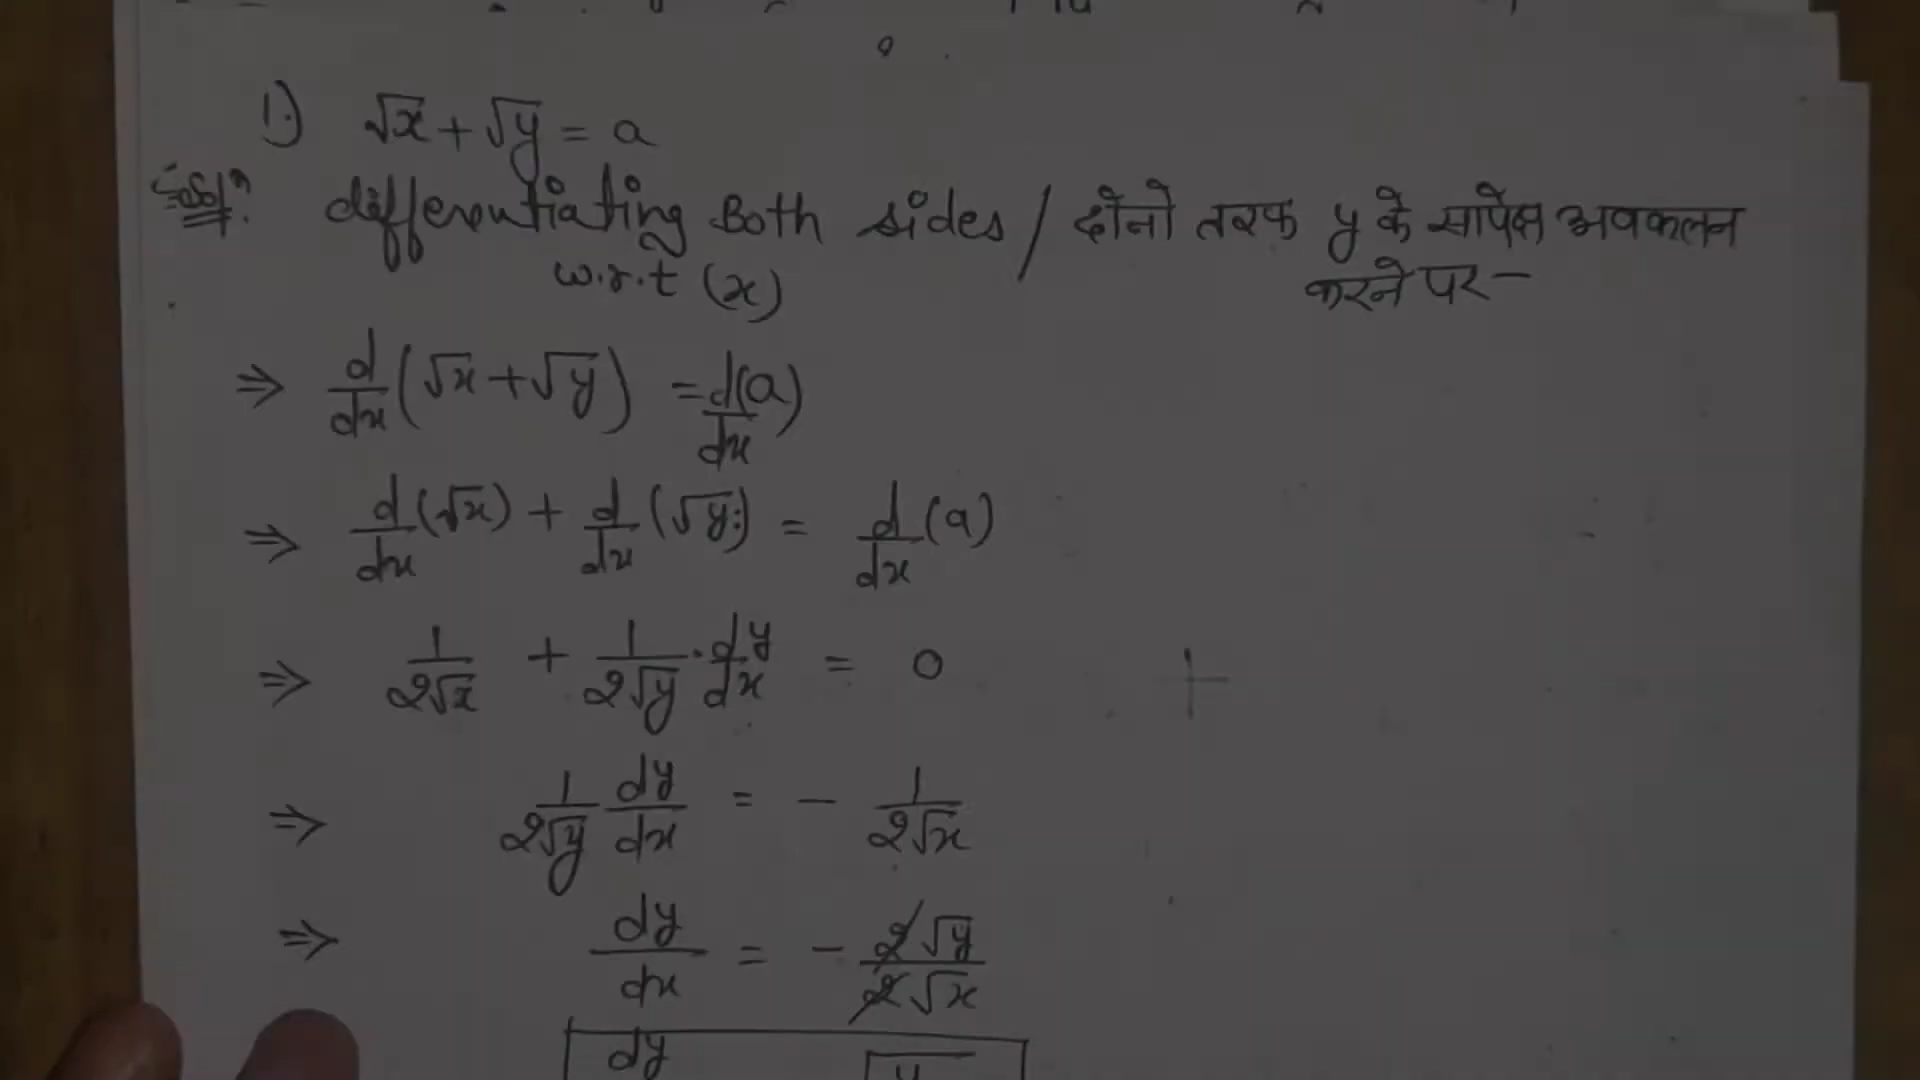 1.) √x + √y = a
Solⁿ. differentiating Both sides / दोनो तरफ y के सापेक्ष अवकलन
w.r.t (x) करने पर –
⇒ d/dx (√x + √y) = d(a)/dx
⇒ d/dx (√x) + d/dx (√y) = d/dx (a)
⇒ 1/2√x + 1/2√y · dy/dx = 0
⇒ 1/2√y dy/dx = - 1/2√x
⇒ dy/dx = - 2√y/2√x
dy
y